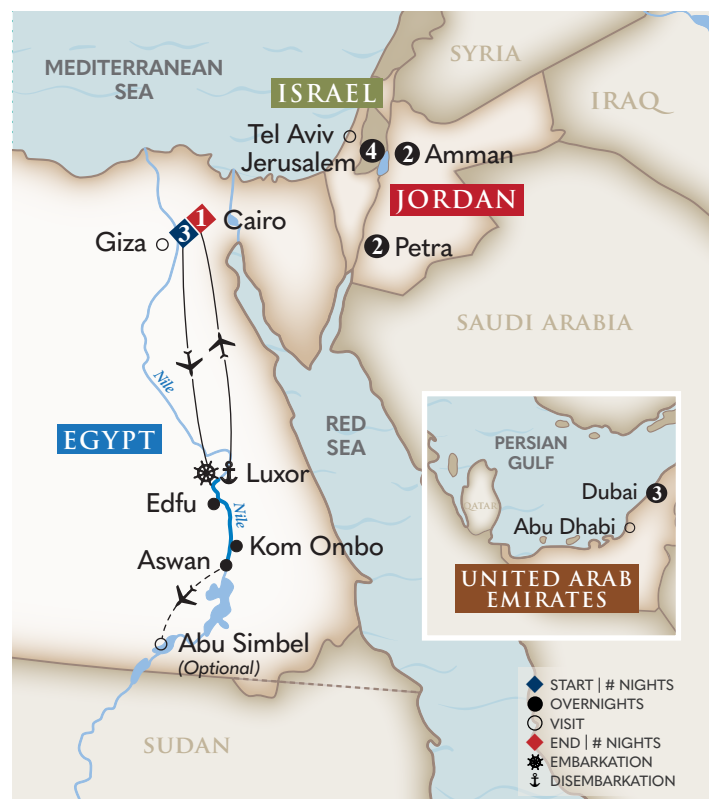 MEDITERRANEAN
SEA
SYRIA
IRAQ
ISRAEL
Tel Aviv
Jerusalem 4
2 Amman
JORDAN
2 Petra
1 Cairo
3
Giza
SAUDI ARABIA
Nile
EGYPT
RED
SEA
Luxor
Edfu
Nile
Kom Ombo
Aswan
Abu Simbel
(Optional)
SUDAN
PERSIAN
GULF
QATAR
Dubai 3
Abu Dhabi
UNITED ARAB
EMIRATES
START | # NIGHTS
OVERNIGHTS
VISIT
END | # NIGHTS
EMBARKATION
DISEMBARKATION